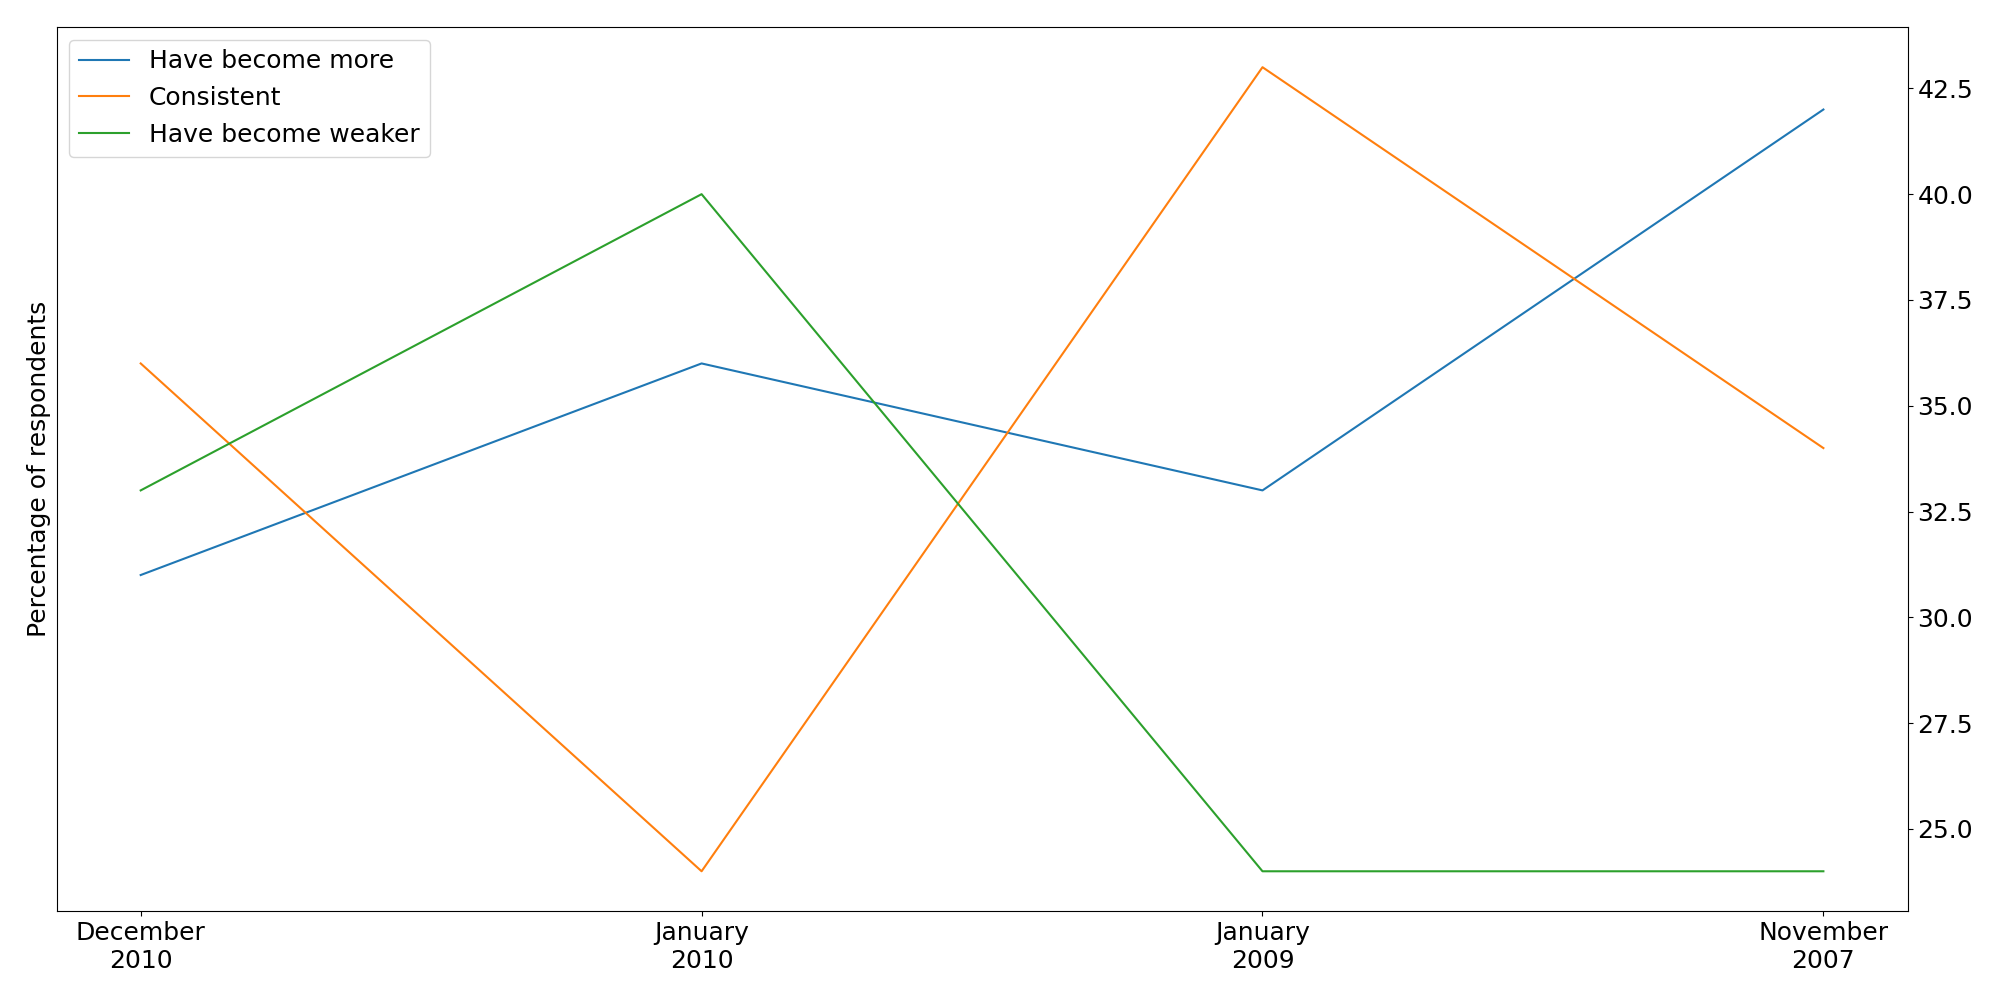 Have become more
Consistent
Have become weaker
Percentage of respondents
42.5
40.0
37.5
35.0
32.5
30.0
27.5
25.0
December
2010
January
2010
January
2009
November
2007